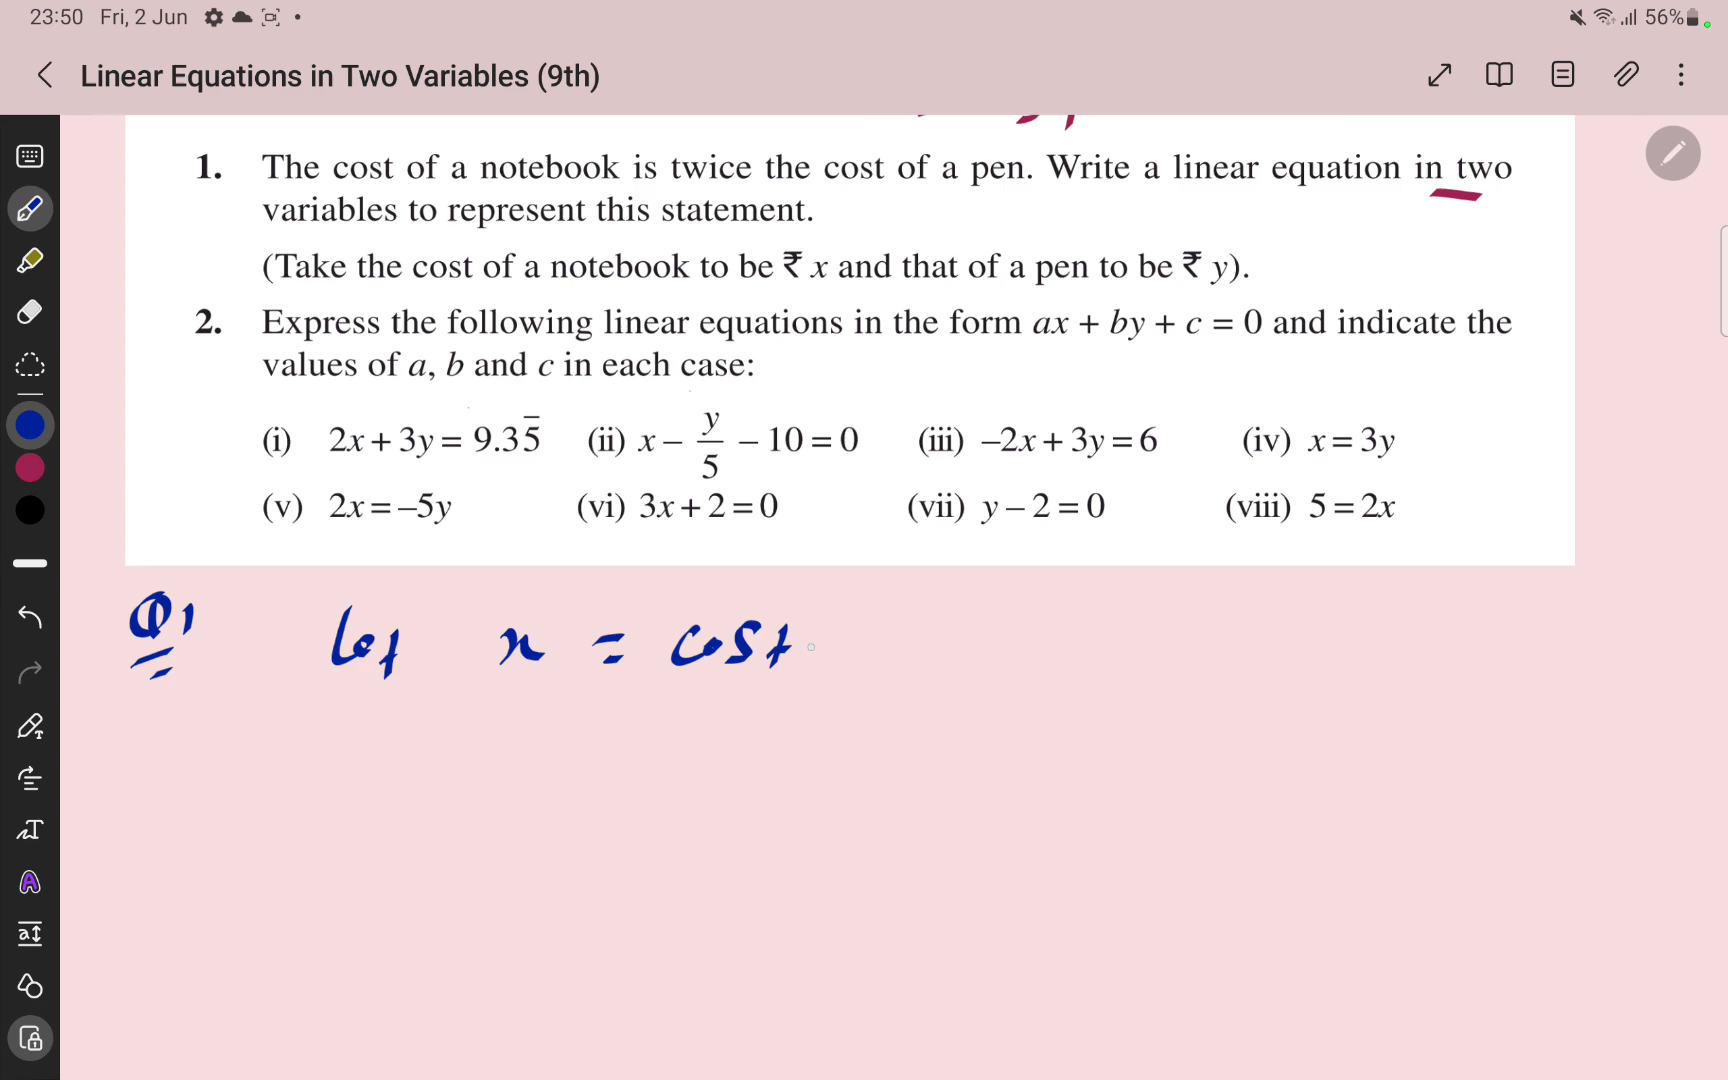 23:50 Fri, 2 Jun 56%
Linear Equations in Two Variables (9th)
1. The cost of a notebook is twice the cost of a pen. Write a linear equation in two
variables to represent this statement.
(Take the cost of a notebook to be ₹ x and that of a pen to be ₹ y).
2. Express the following linear equations in the form ax + by + c = 0 and indicate the
values of a, b and c in each case:
(i) 2x + 3y = 9.35̅ (ii) x – y/5 – 10 = 0 (iii) –2x + 3y = 6 (iv) x = 3y
(v) 2x = –5y (vi) 3x + 2 = 0 (vii) y – 2 = 0 (viii) 5 = 2x
Q1 let x = cost